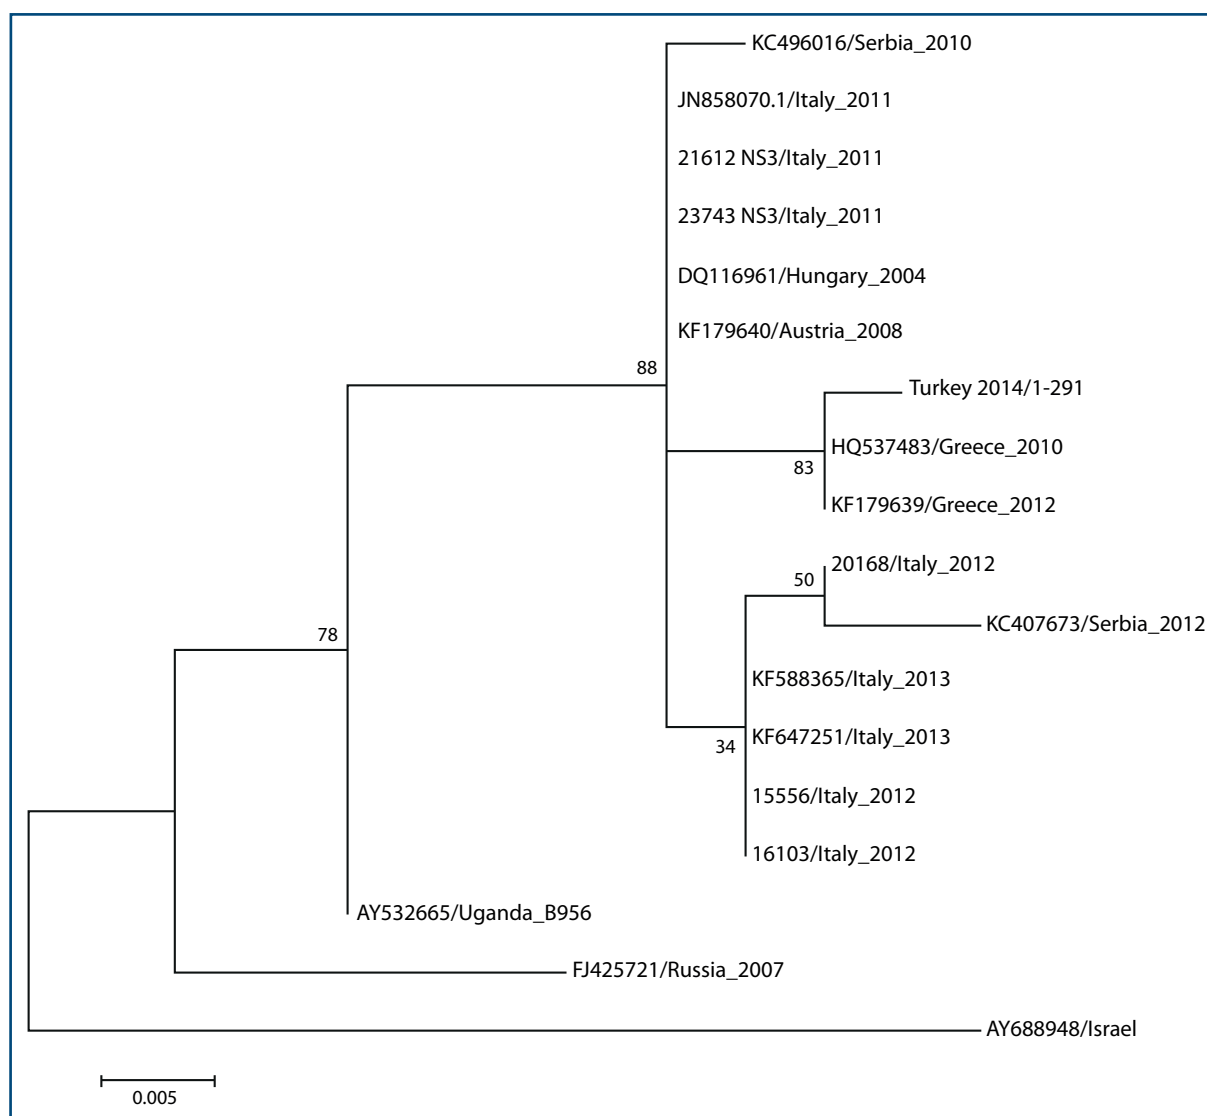 KC496016/Serbia_2010
JN858070.1/Italy_2011
21612 NS3/Italy_2011
23743 NS3/Italy_2011
DQ116961/Hungary_2004
KF179640/Austria_2008
88
Turkey 2014/1-291
HQ537483/Greece_2010
83
KF179639/Greece_2012
20168/Italy_2012
50
KC407673/Serbia_2012
78
KF588365/Italy_2013
KF647251/Italy_2013
34
15556/Italy_2012
16103/Italy_2012
AY532665/Uganda_B956
FJ425721/Russia_2007
AY688948/Israel
0.005